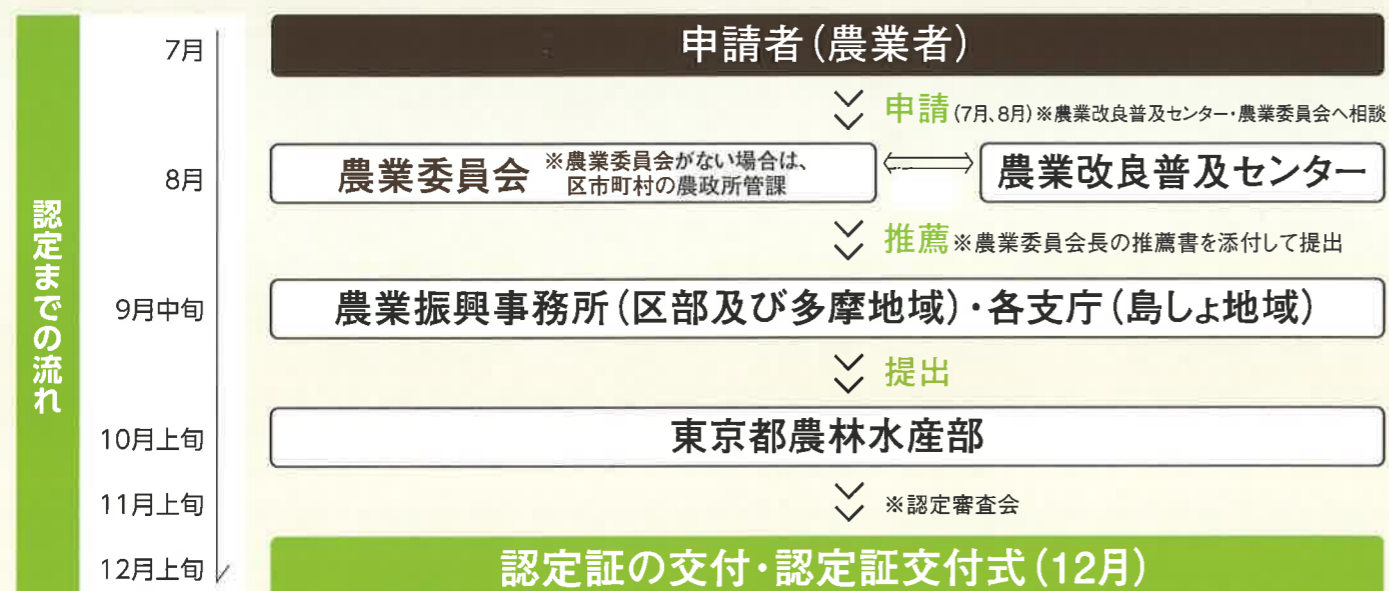 認定までの流れ
7月
申請者(農業者)
申請(7月、8月)※農業改良普及センター・農業委員会へ相談
8月
農業委員会 ※農業委員会がない場合は、
区市町村の農政所管課
農業改良普及センター
推薦※農業委員会長の推薦書を添付して提出
9月中旬
農業振興事務所(区部及び多摩地域)・各支庁(島しょ地域)
提出
10月上旬
東京都農林水産部
11月上旬
※認定審査会
12月上旬
認定証の交付・認定証交付式(12月)